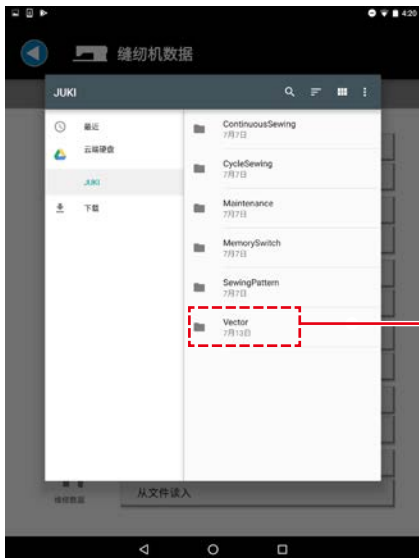 4:20
缝纫机数据
JUKI
最近
云端硬盘
JUKI
下载
ContinuousSewing
7月7日
CycleSewing
7月7日
Maintenance
7月7日
MemorySwitch
7月7日
SewingPattern
7月7日
Vector
7月13日
从文件读入